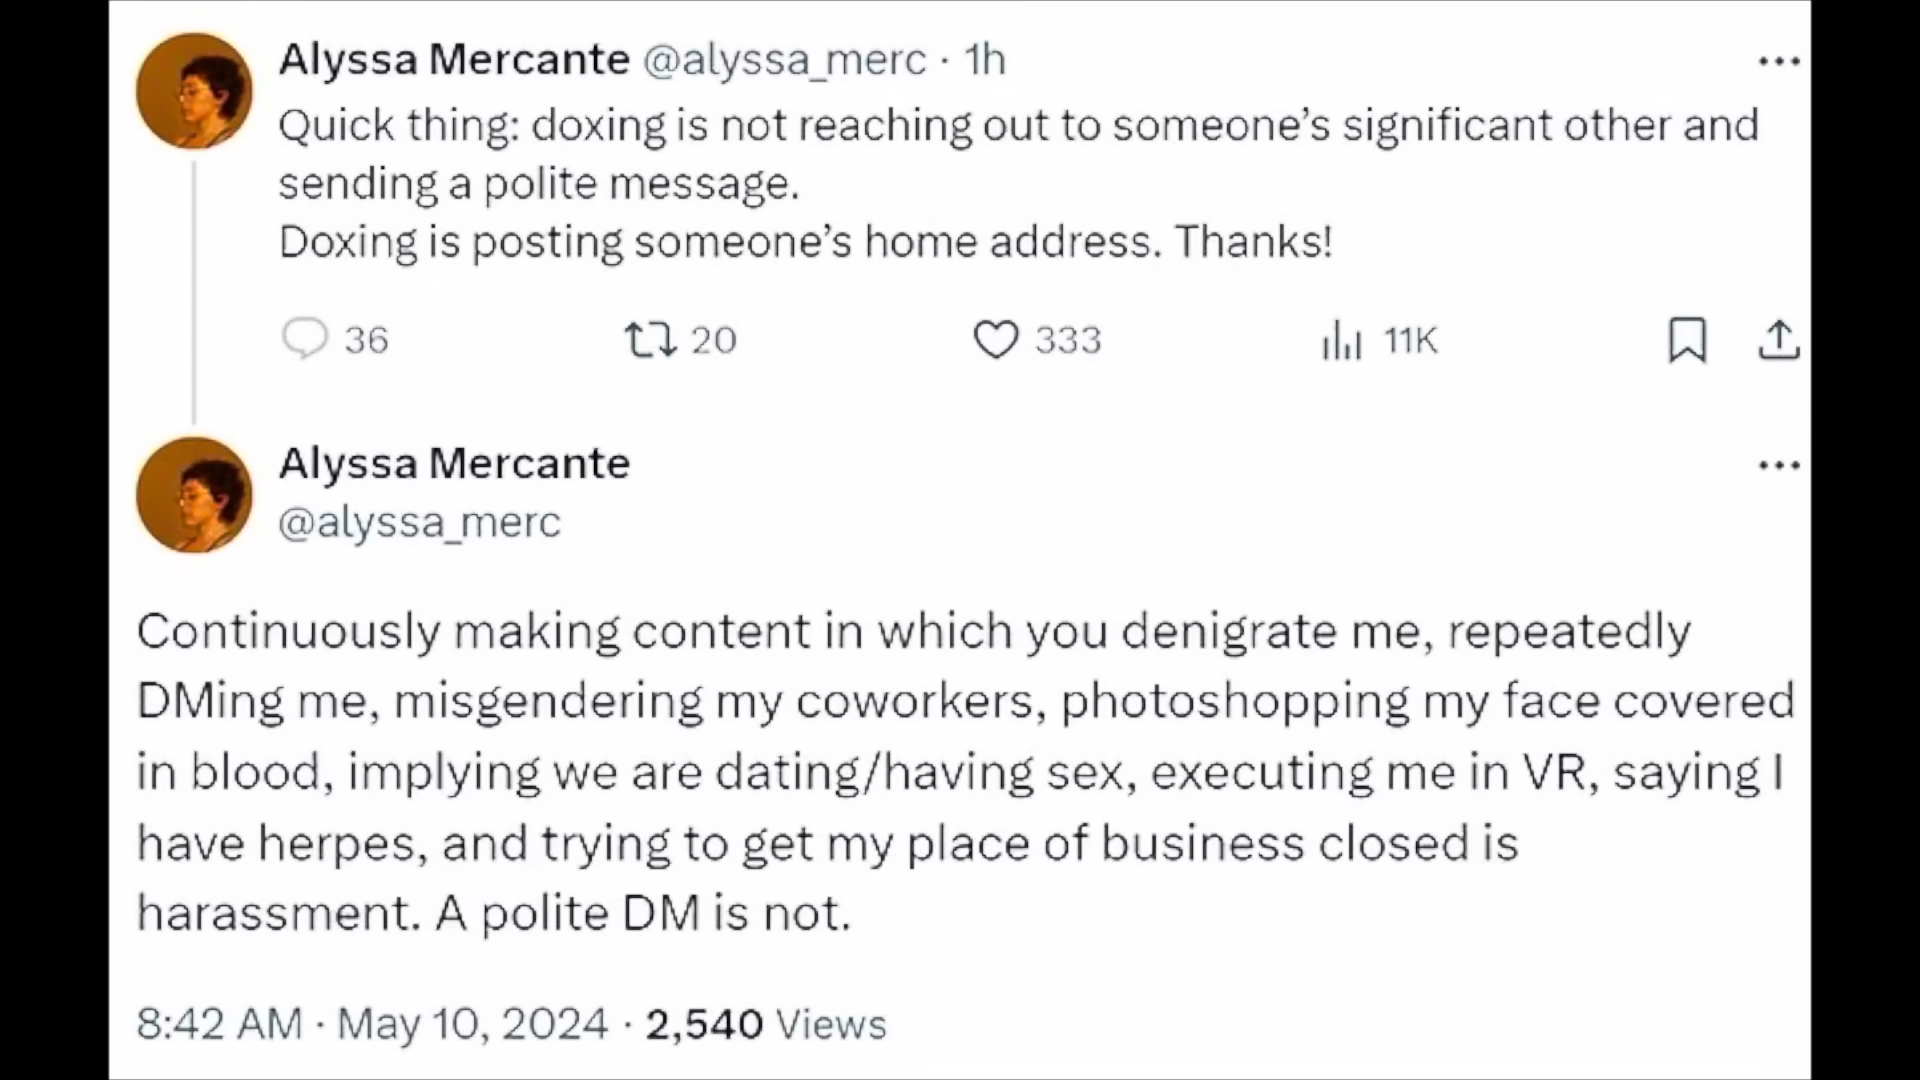 Alyssa Mercante @alyssa_merc · 1h
Quick thing: doxing is not reaching out to someone’s significant other and
sending a polite message.
Doxing is posting someone’s home address. Thanks!
36 20 333 11K
Alyssa Mercante
@alyssa_merc
Continuously making content in which you denigrate me, repeatedly
DMing me, misgendering my coworkers, photoshopping my face covered
in blood, implying we are dating/having sex, executing me in VR, saying I
have herpes, and trying to get my place of business closed is
harassment. A polite DM is not.
8:42 AM · May 10, 2024 · 2,540 Views